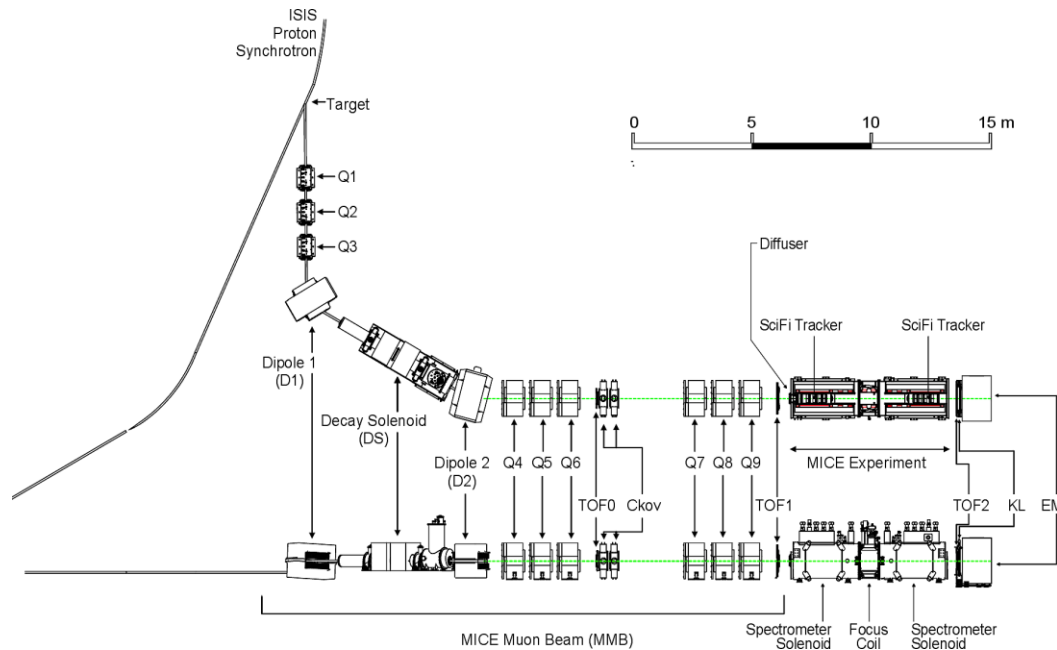 ISIS
Proton
Synchrotron
Target
0 5 10 15 m
Q1
Q2
Q3
Diffuser
SciFi Tracker SciFi Tracker
Dipole 1
(D1)
Decay Solenoid
(DS)
Dipole 2
(D2)
Q4 Q5 Q6
TOF0
Ckov
Q7 Q8 Q9
TOF1
MICE Experiment
TOF2
KL
EM
MICE Muon Beam (MMB)
Spectrometer
Solenoid
Focus
Coil
Spectrometer
Solenoid